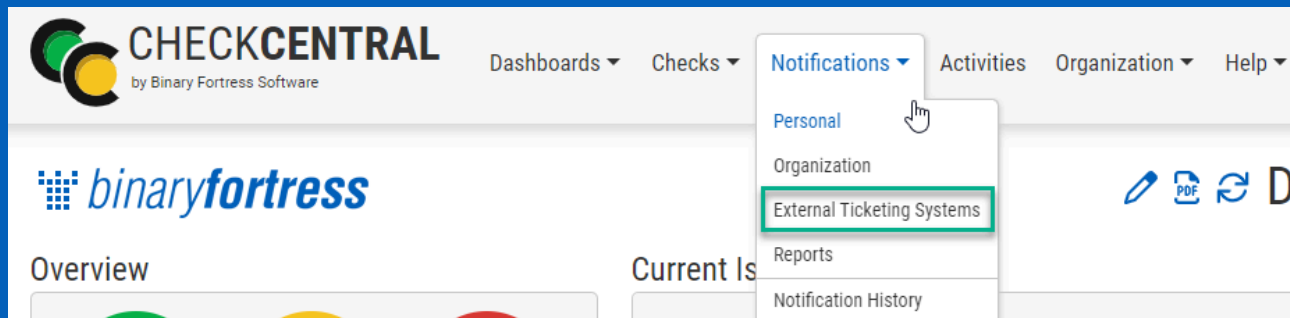 CHECKCENTRAL
by Binary Fortress Software
Dashboards Checks Notifications Activities Organization Help
Personal
Organization
External Ticketing Systems
Reports
Notification History
binaryfortress
PDF
D
Overview
Current Is